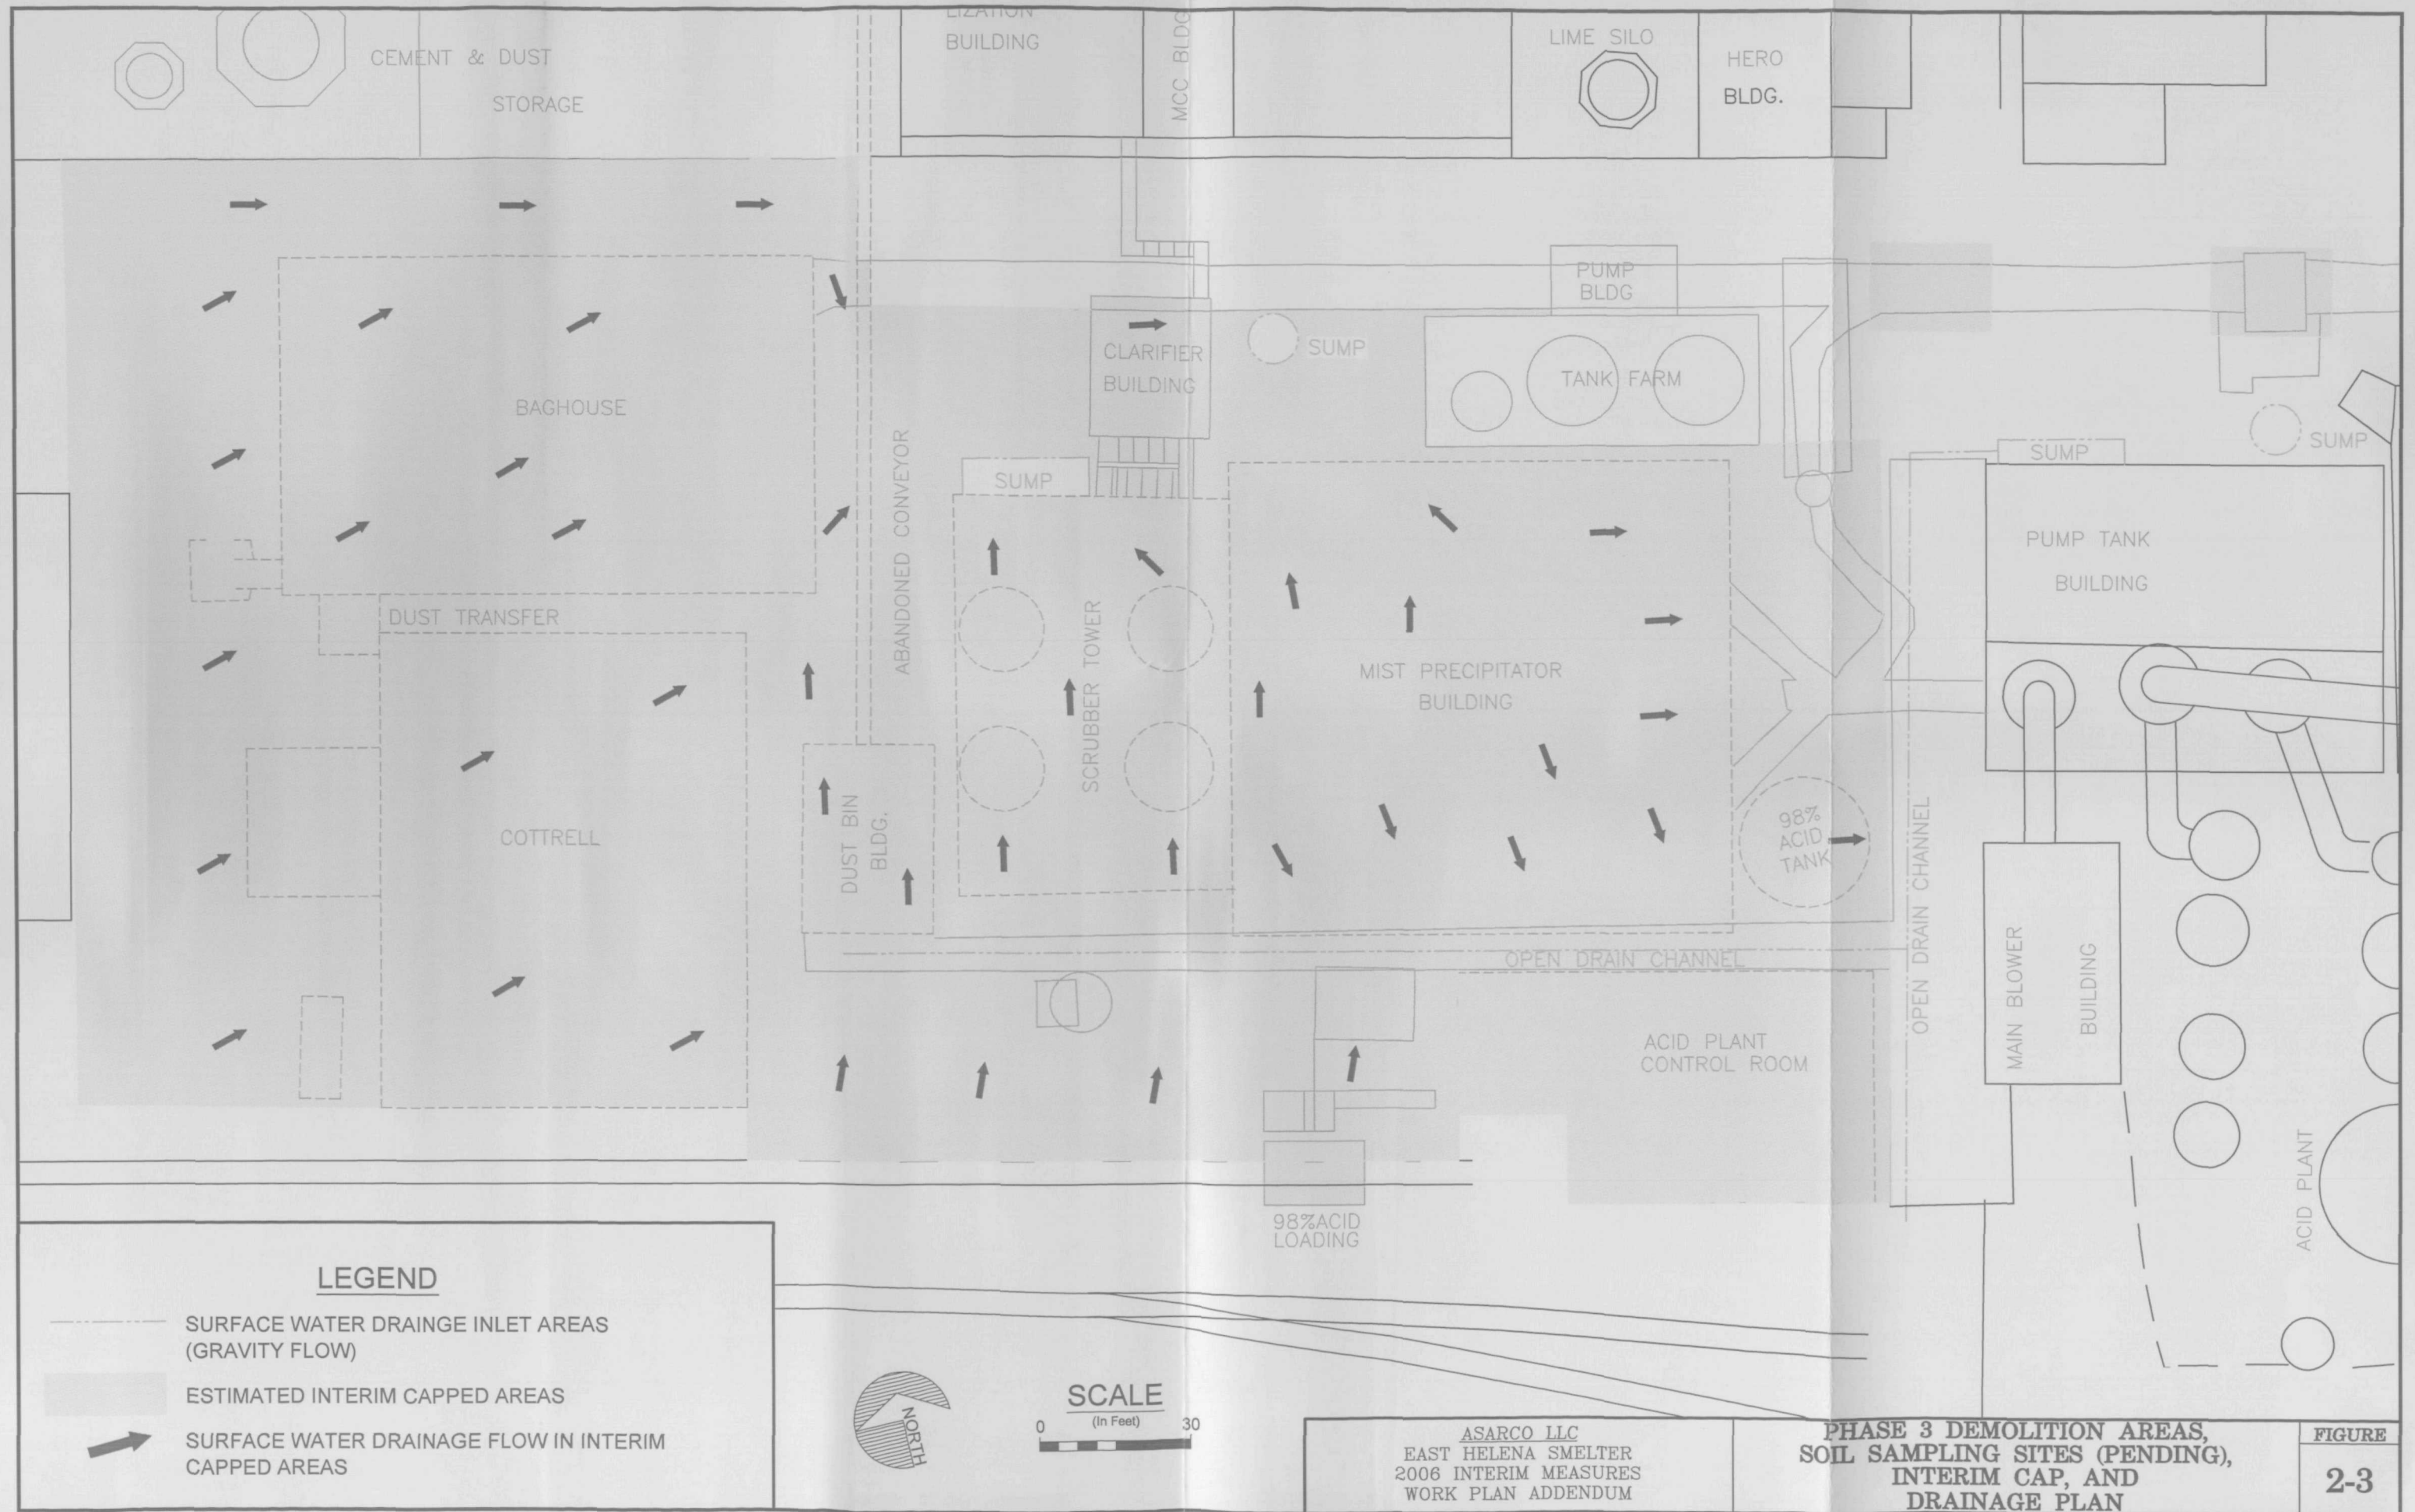 CEMENT & DUST
STORAGE
LIZATION
BUILDING
MCC BLDG
LIME SILO
HERO
BLDG.
PUMP
BLDG
CLARIFIER
BUILDING
SUMP
TANK FARM
BAGHOUSE
ABANDONED CONVEYOR
SUMP
SUMP
SUMP
PUMP TANK
BUILDING
DUST TRANSFER
SCRUBBER TOWER
MIST PRECIPITATOR
BUILDING
COTTRELL
DUST BIN
BLDG.
98%
ACID
TANK
OPEN DRAIN CHANNEL
OPEN DRAIN CHANNEL
MAIN BLOWER
BUILDING
ACID PLANT
CONTROL ROOM
ACID PLANT
98%ACID
LOADING
LEGEND
SURFACE WATER DRAINGE INLET AREAS
(GRAVITY FLOW)
ESTIMATED INTERIM CAPPED AREAS
SURFACE WATER DRAINAGE FLOW IN INTERIM
CAPPED AREAS
NORTH
SCALE
(In Feet)
0 30
ASARCO LLC
EAST HELENA SMELTER
2006 INTERIM MEASURES
WORK PLAN ADDENDUM
PHASE 3 DEMOLITION AREAS,
SOIL SAMPLING SITES (PENDING),
INTERIM CAP, AND
DRAINAGE PLAN
FIGURE
2-3